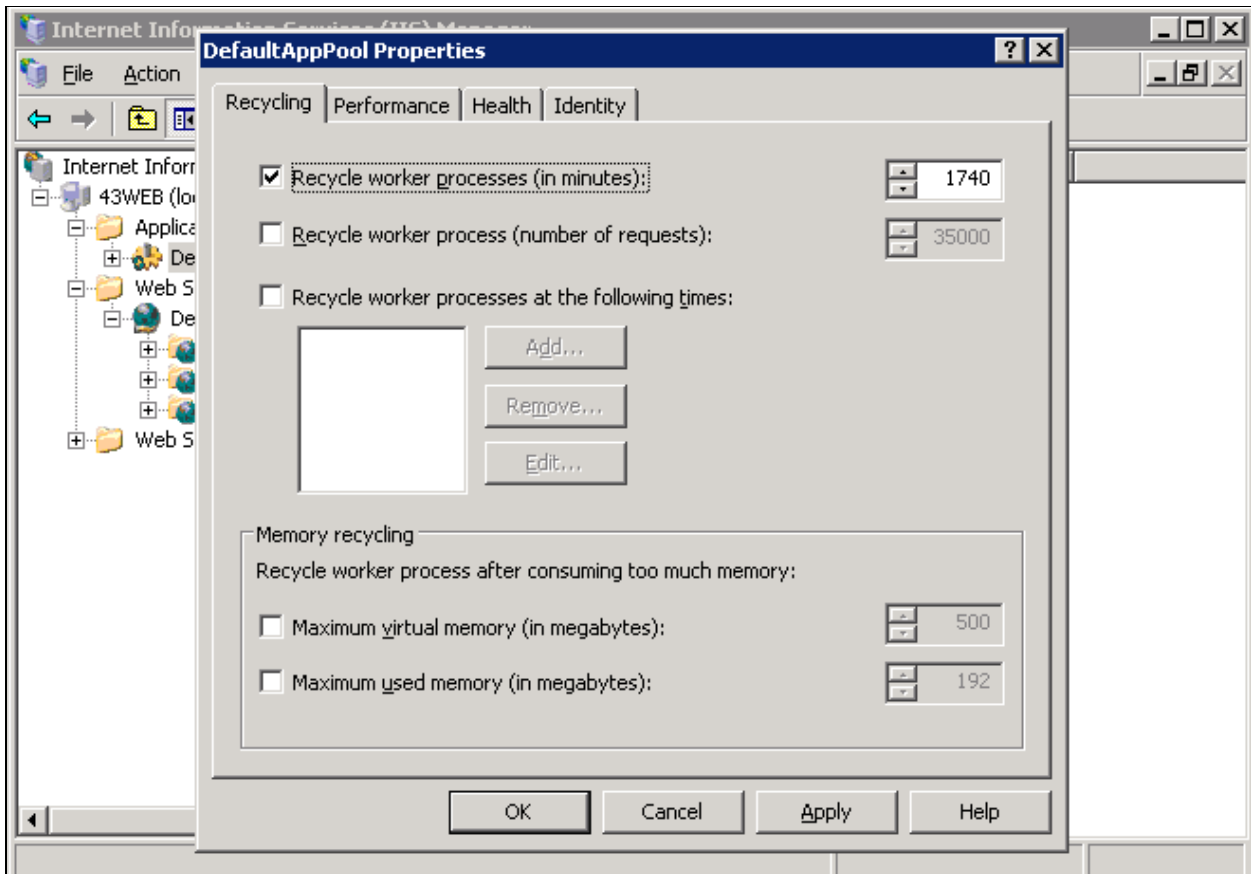 Internet Information Services (IIS) Manager
DefaultAppPool Properties
File Action
Recycling Performance Health Identity
Internet Inforr
43WEB (lo
Applica
De
Web S
De
Web S
Recycle worker processes (in minutes): 1740
Recycle worker process (number of requests): 35000
Recycle worker processes at the following times:
Add...
Remove...
Edit...
Memory recycling
Recycle worker process after consuming too much memory:
Maximum virtual memory (in megabytes): 500
Maximum used memory (in megabytes): 192
OK Cancel Apply Help